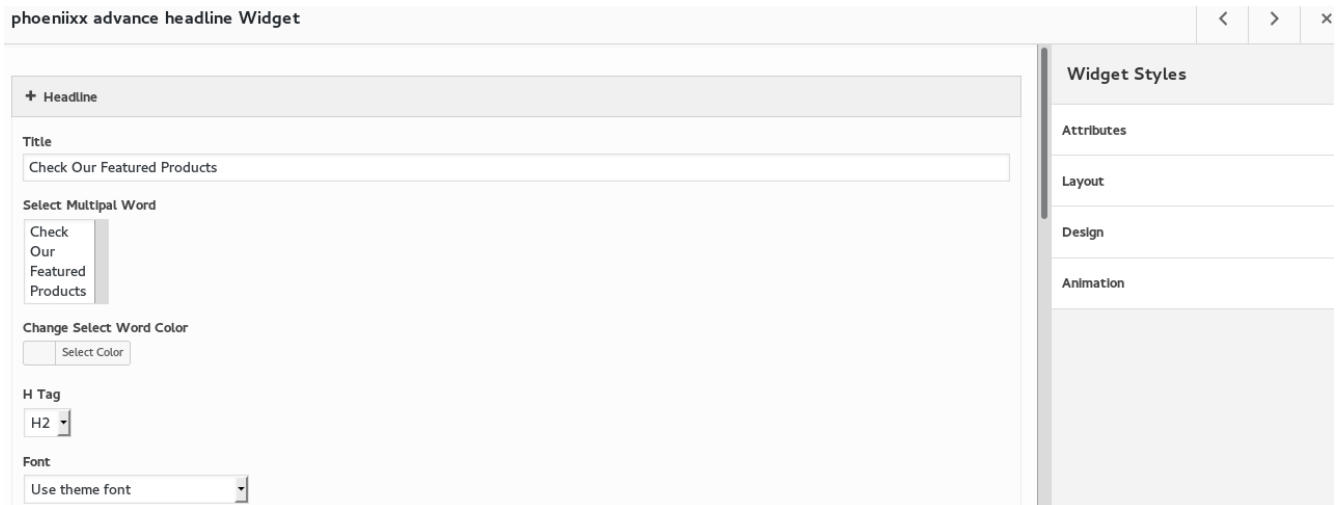 phoeniixx advance headline Widget
Widget Styles
+ Headline
Attributes
Title
Check Our Featured Products
Layout
Select Multipal Word
Check
Our
Featured
Products
Design
Animation
Change Select Word Color
Select Color
H Tag
H2
Font
Use theme font